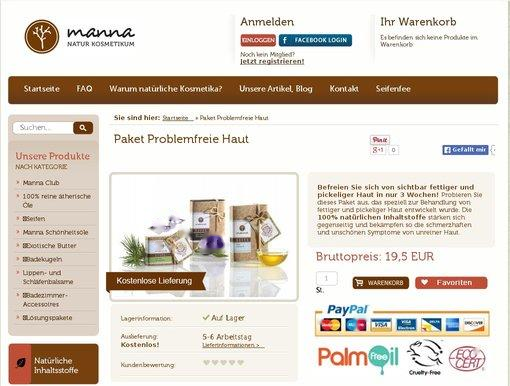 manna
NATUR KOSMETIKUM
Anmelden
EINLOGGEN
FACEBOOK LOGIN
Noch kein Mitglied?
Jetzt registrieren!
Ihr Warenkorb
Es befinden sich keine Produkte im
Warenkorb
Startseite
FAQ
Warum natürliche Kosmetika?
Unsere Artikel, Blog
Kontakt
Seifenfee
Suchen...
Unsere Produkte
NACH KATEGORIE
Manna Club
100% reine ätherische
Öle
Seifen
Manna Schönheitsöle
Exotische Butter
Badekugeln
Lippen- und
Schläfenbalsame
Badezimmer-
Accessoires
Lösungspakete
Natürliche
Inhaltsstoffe
Sie sind hier: Startseite » Paket Problemfreie Haut
Paket Problemfreie Haut
Pinit
+1
0
Gefällt mir
Kostenlose Lieferung
Lagerinformation:
Auf Lager
Auslieferung:
Kostenlos!
5-6 Arbeitstag
Lieferintormationen >...
Kundenbewertung:
Befreien Sie sich von sichtbar fettiger und
pickeliger Haut in nur 3 Wochen! Probieren Sie
dieses Paket aus, das speziell zur Behandlung von
fettiger und pickeliger Haut entwickelt wurde. Die
100% natürlichen Inhaltsstoffe stärken sich
gegenseitig und bekämpfen so die schmerzhaften
und unschönen Symptome von unreiner Haut.
Bruttopreis: 19,5 EUR
1
St.
WARENKORB
Favoriten
PayPal
VISA
DISCOVER
Palm free oil
Cruelty-Free
ECO
CERT